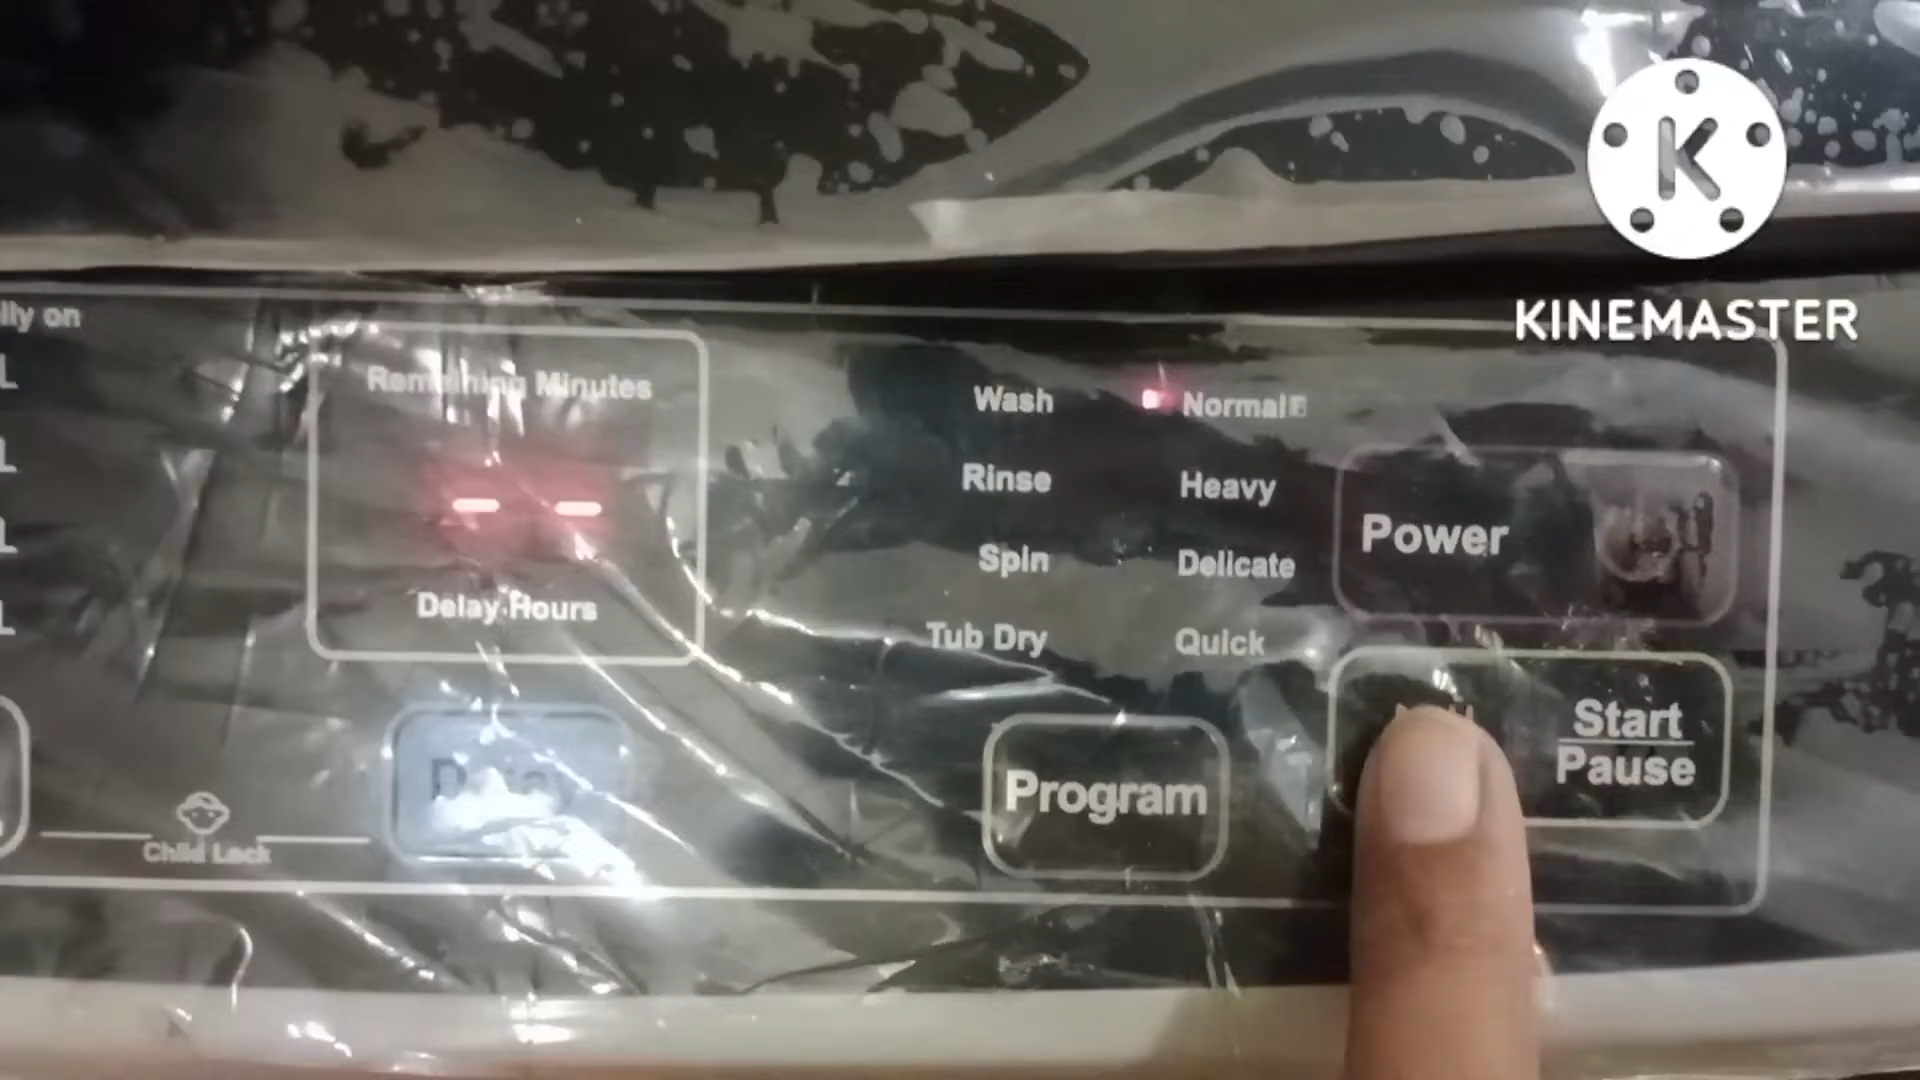 K
KINEMASTER
lly on
L
L
L
L
Remaining Minutes
Delay Hours
Wash
Normal
Rinse
Heavy
Spin
Delicate
Tub Dry
Quick
Power
Start
Pause
Program
Delay
Child Lock